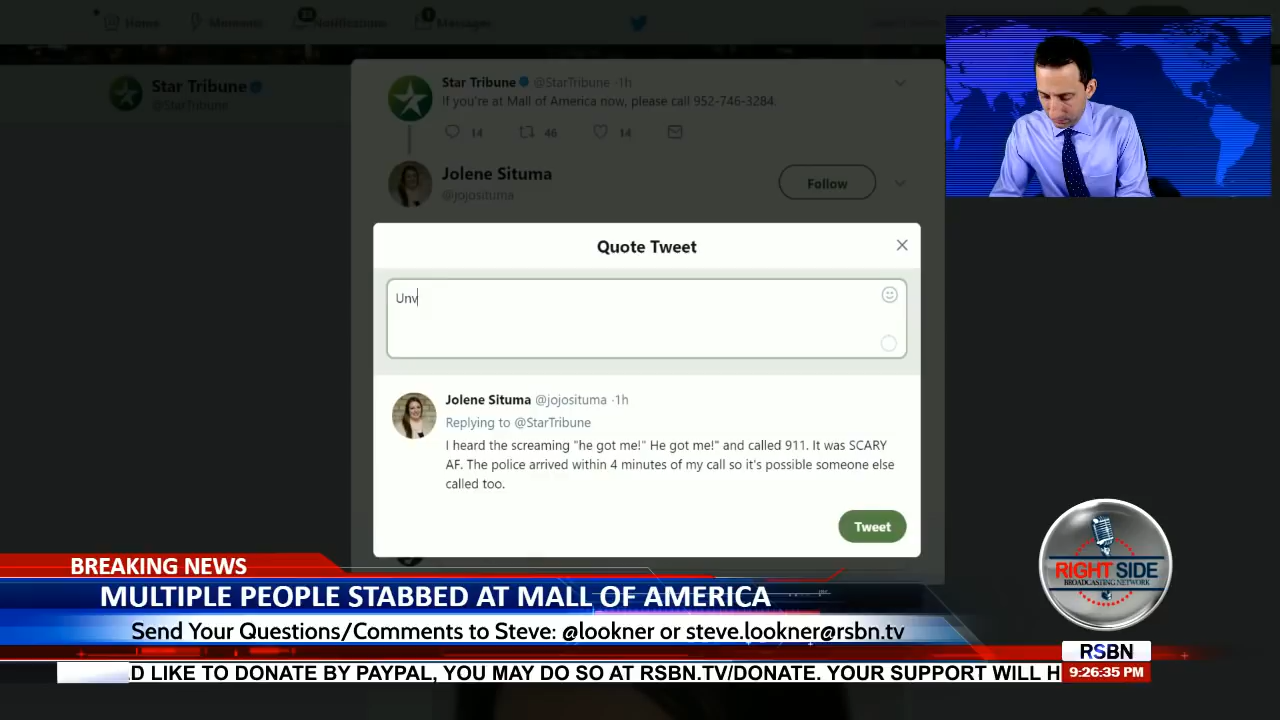 Home
Moments
Notifications
Messages
Star Tribune
@StarTribune
Star Tribune @StarTribune · 1h
If you're at Mall of America now, please call 952-746-3284.
14 46 14
Jolene Situma
@jojosituma
Follow
Quote Tweet
Unv
Jolene Situma @jojosituma · 1h
Replying to @StarTribune
I heard the screaming "he got me!" He got me!" and called 911. It was SCARY
AF. The police arrived within 4 minutes of my call so it's possible someone else
called too.
Tweet
BREAKING NEWS
MULTIPLE PEOPLE STABBED AT MALL OF AMERICA
Send Your Questions/Comments to Steve: @lookner or steve.lookner@rsbn.tv
RIGHT SIDE
BROADCASTING NETWORK
RSBN
D LIKE TO DONATE BY PAYPAL, YOU MAY DO SO AT RSBN.TV/DONATE. YOUR SUPPORT WILL H
9:26:35 PM